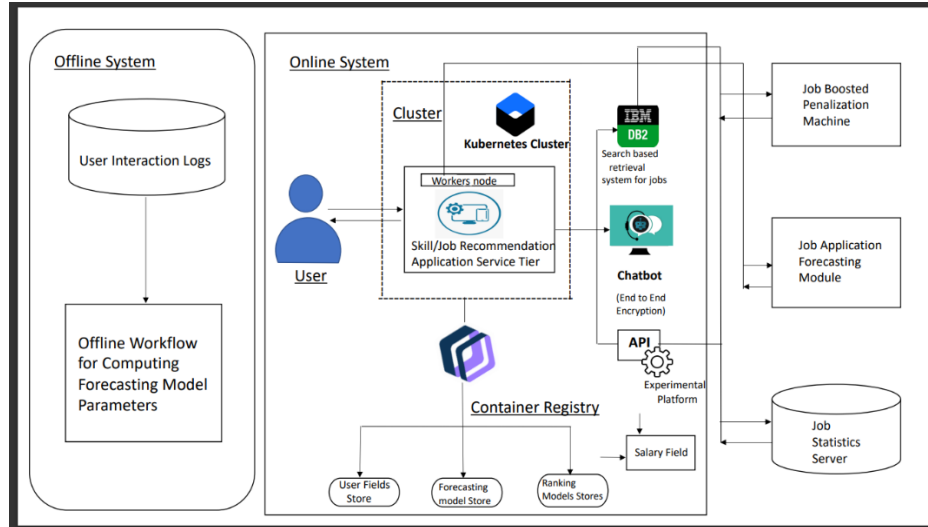 Offline System
User Interaction Logs
Offline Workflow
for Computing
Forecasting Model
Parameters
Online System
Cluster
Kubernetes Cluster
Workers node
Skill/Job Recommendation
Application Service Tier
User
IBM
DB2
Search based
retrieval
system for jobs
Chatbot
(End to End
Encryption)
API
Experimental
Platform
Container Registry
User Fields
Store
Forecasting
model Store
Ranking
Models Stores
Salary Field
Job Boosted
Penalization
Machine
Job Application
Forecasting
Module
Job
Statistics
Server